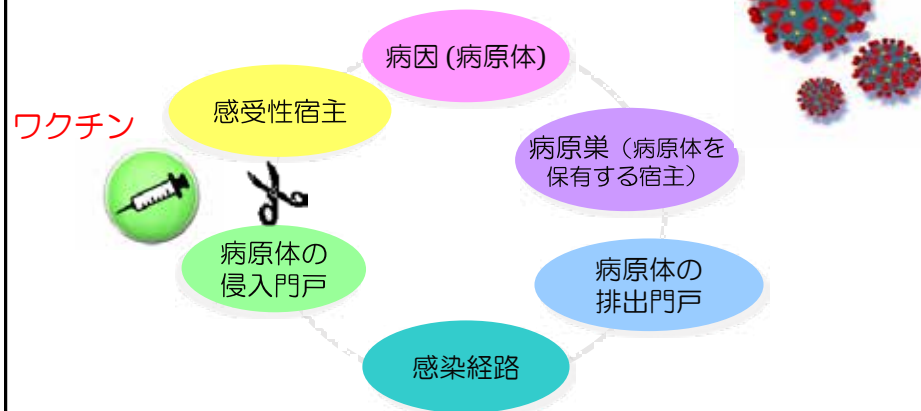 病因 (病原体)
感受性宿主
ワクチン
病原巣（病原体を
保有する宿主）
病原体の
侵入門戸
病原体の
排出門戸
感染経路